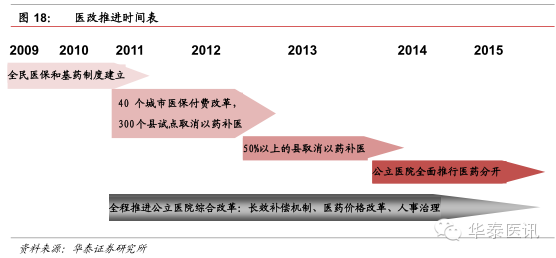 图 18： 医改推进时间表
2009 2010 2011 2012 2013 2014 2015
全民医保和基药制度建立
40 个城市医保付费改革，
300个县试点取消以药补医
50%以上的县取消以药补医
公立医院全面推行医药分开
全程推进公立医院综合改革：长效补偿机制、医药价格改革、人事治理
资料来源：华泰证券研究所
华泰医讯